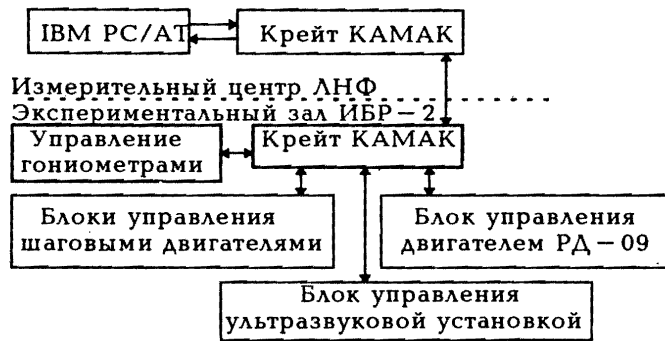 IBM PC/AT
Крейт КАМАК
Измерительный центр ЛНФ
Экспериментальный зал ИБР-2
Управление
гониометрами
Крейт КАМАК
Блоки управления
шаговыми двигателями
Блок управления
двигателем РД-09
Блок управления
ультразвуковой установкой